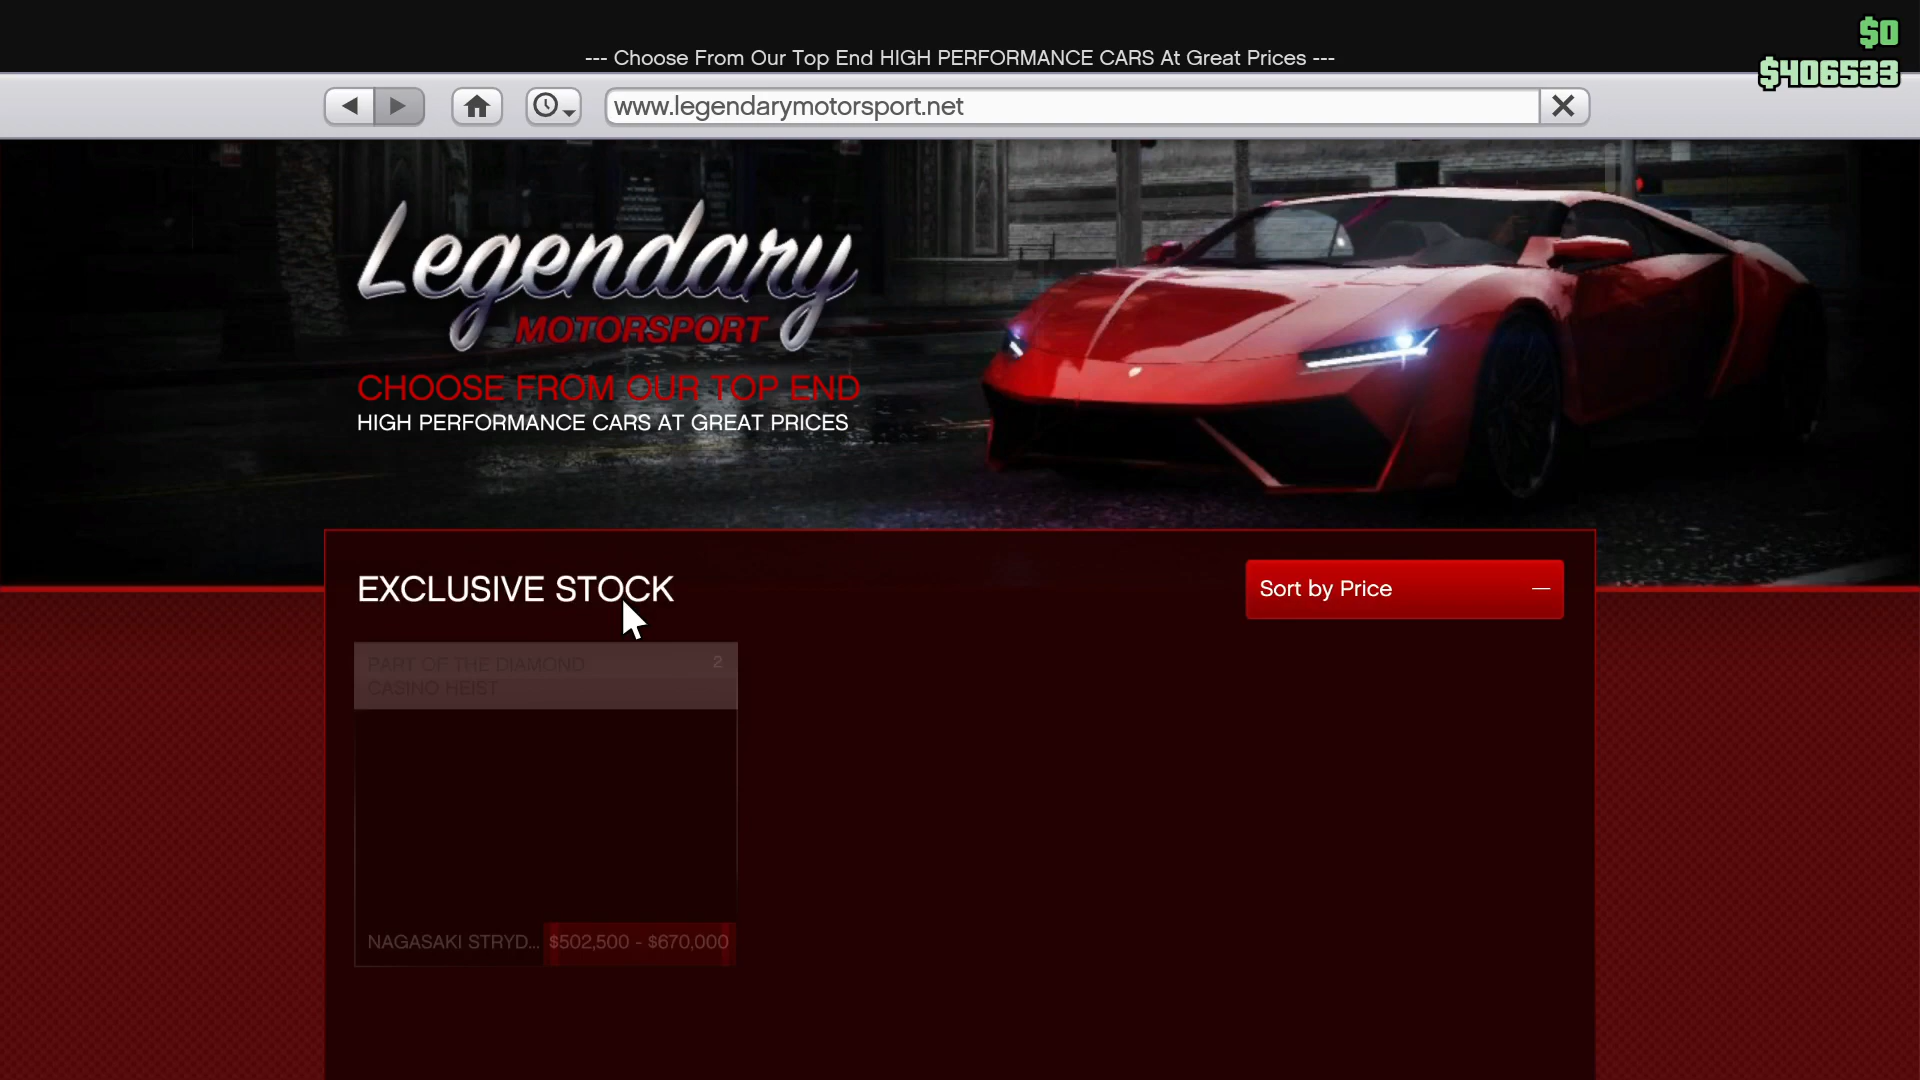 $0
--- Choose From Our Top End HIGH PERFORMANCE CARS At Great Prices ---
$406533
www.legendarymotorsport.net
Legendary
MOTORSPORT
CHOOSE FROM OUR TOP END
HIGH PERFORMANCE CARS AT GREAT PRICES
EXCLUSIVE STOCK
Sort by Price
PART OF THE DIAMOND
CASINO HEIST
2
NAGASAKI STRYD...
$502,500 - $670,000